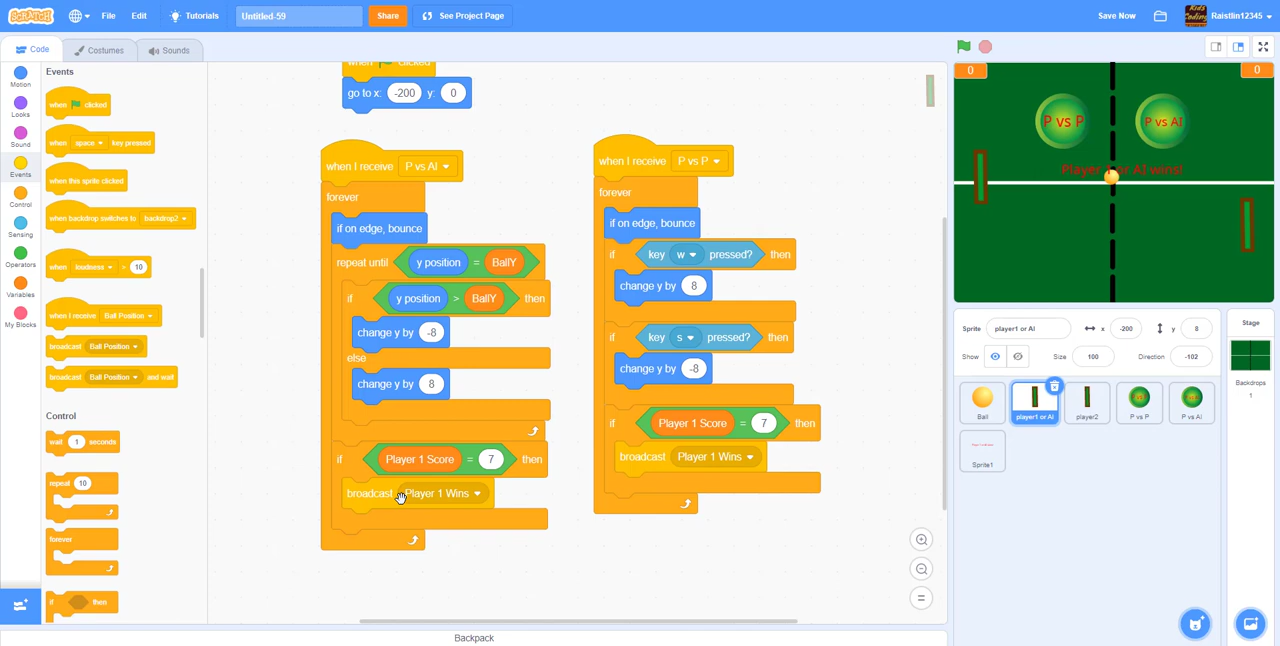 SCRATCH
File
Edit
Tutorials
Untitled-59
Share
See Project Page
Save Now
Raistlin12345
Code
Costumes
Sounds
Motion
Looks
Sound
Events
Control
Sensing
Operators
Variables
My Blocks
Events
when clicked
when space key pressed
when this sprite clicked
when backdrop switches to backdrop2
when loudness > 10
when I receive Ball Position
broadcast Ball Position
broadcast Ball Position and wait
Control
wait 1 seconds
repeat 10
forever
if then
when clicked
go to x: -200 y: 0
when I receive P vs AI
forever
if on edge, bounce
repeat until y position = BallY
if y position > BallY then
change y by -8
else
change y by 8
if Player 1 Score = 7 then
broadcast Player 1 Wins
when I receive P vs P
forever
if on edge, bounce
if key w pressed? then
change y by 8
if key s pressed? then
change y by -8
if Player 1 Score = 7 then
broadcast Player 1 Wins
Backpack
0
0
P vs P
P vs AI
Player 1 or AI wins!
Sprite player1 or AI x -200 y 8
Show Size 100 Direction -102
Ball
player1 or AI
player2
P vs P
P vs AI
Sprite1
Stage
Backdrops
1